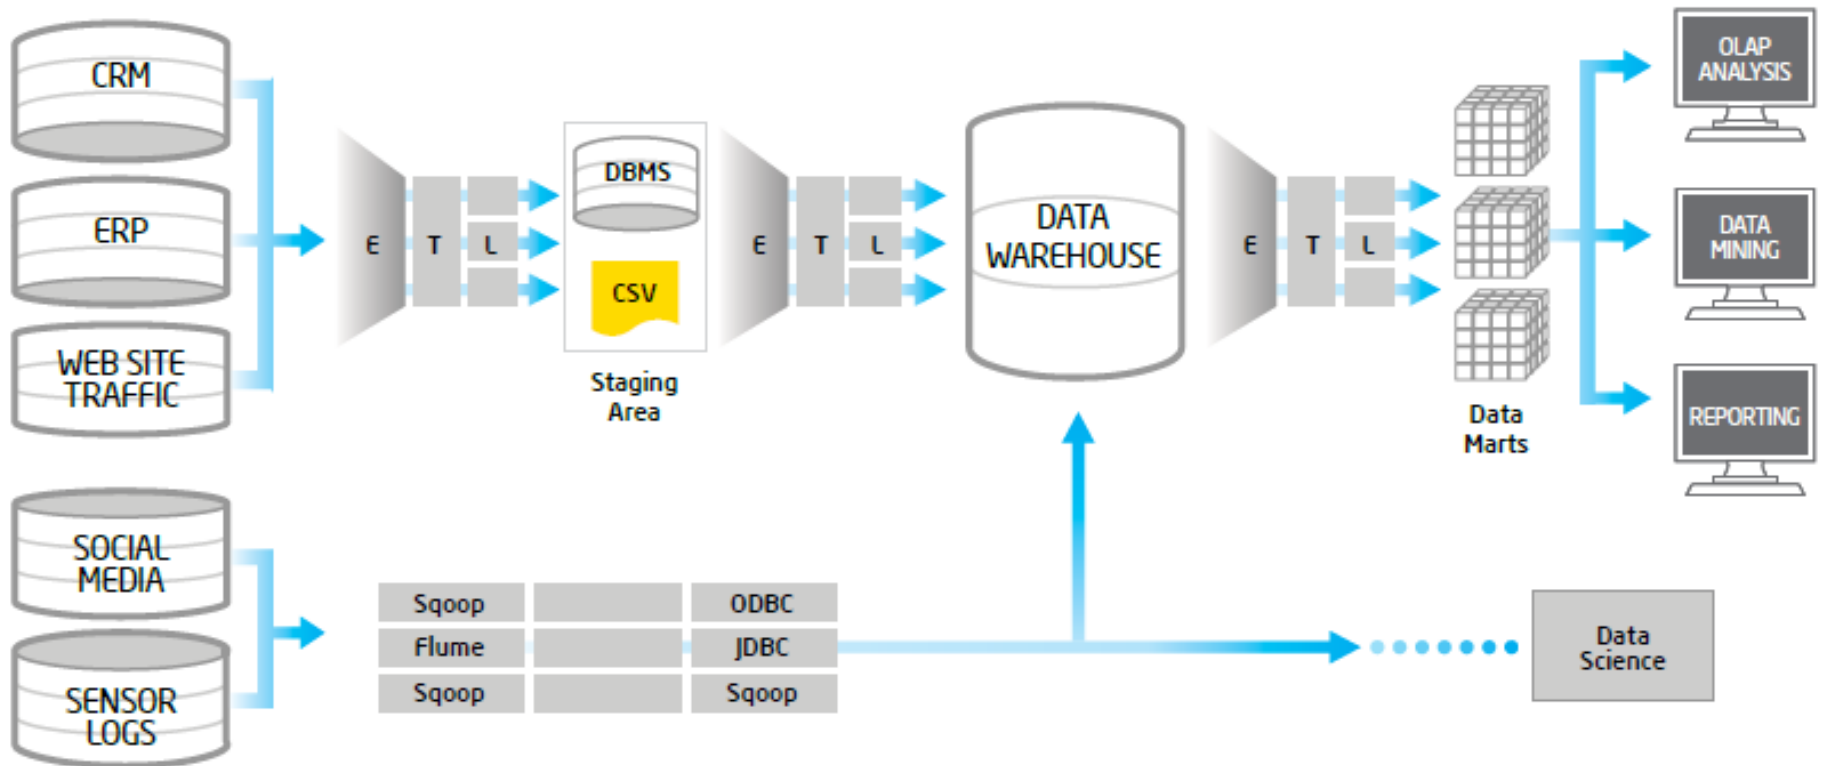 CRM
ERP
WEB SITE
TRAFFIC
SOCIAL
MEDIA
SENSOR
LOGS
E T L
DBMS
CSV
Staging
Area
E T L
DATA
WAREHOUSE
E T L
Data
Marts
OLAP
ANALYSIS
DATA
MINING
REPORTING
Sqoop ODBC
Flume JDBC
Sqoop Sqoop
Data
Science